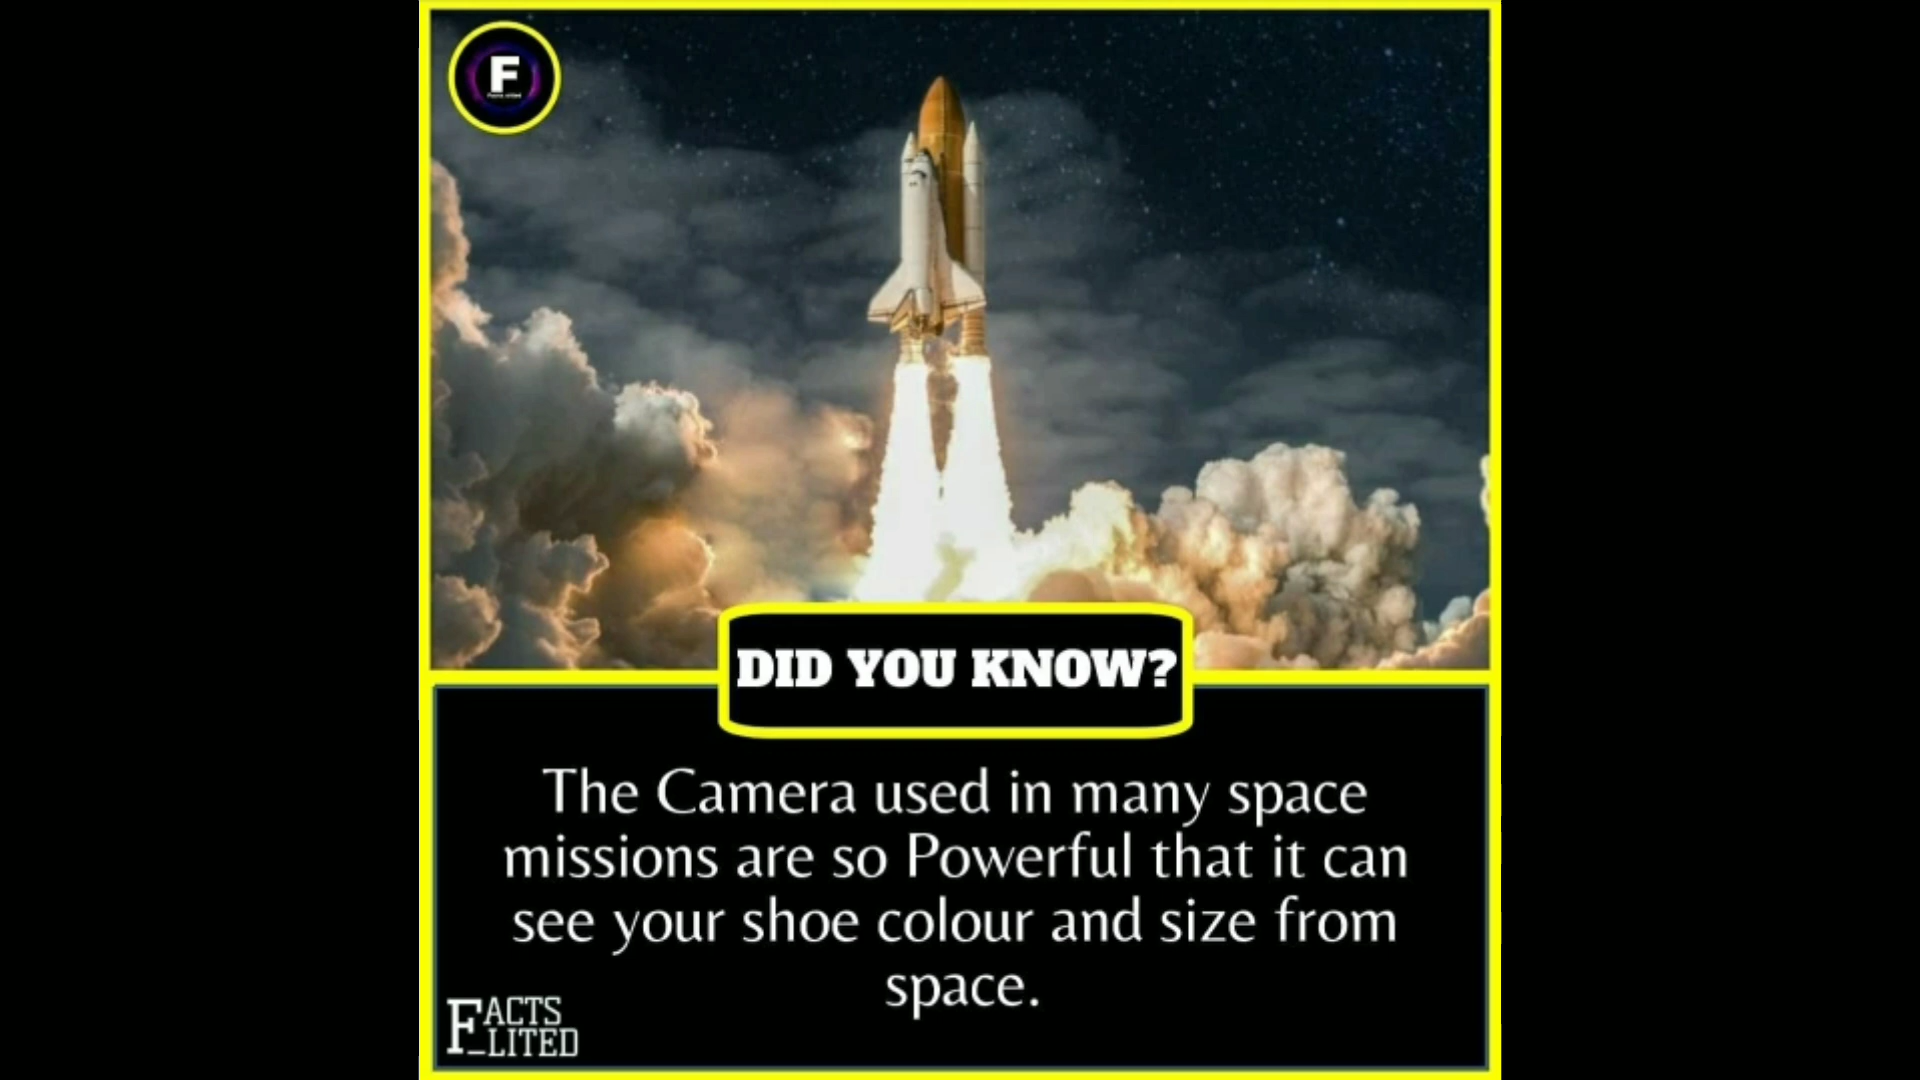 F
DID YOU KNOW?
The Camera used in many space
missions are so Powerful that it can
see your shoe colour and size from
space.
FACTS
_LITED